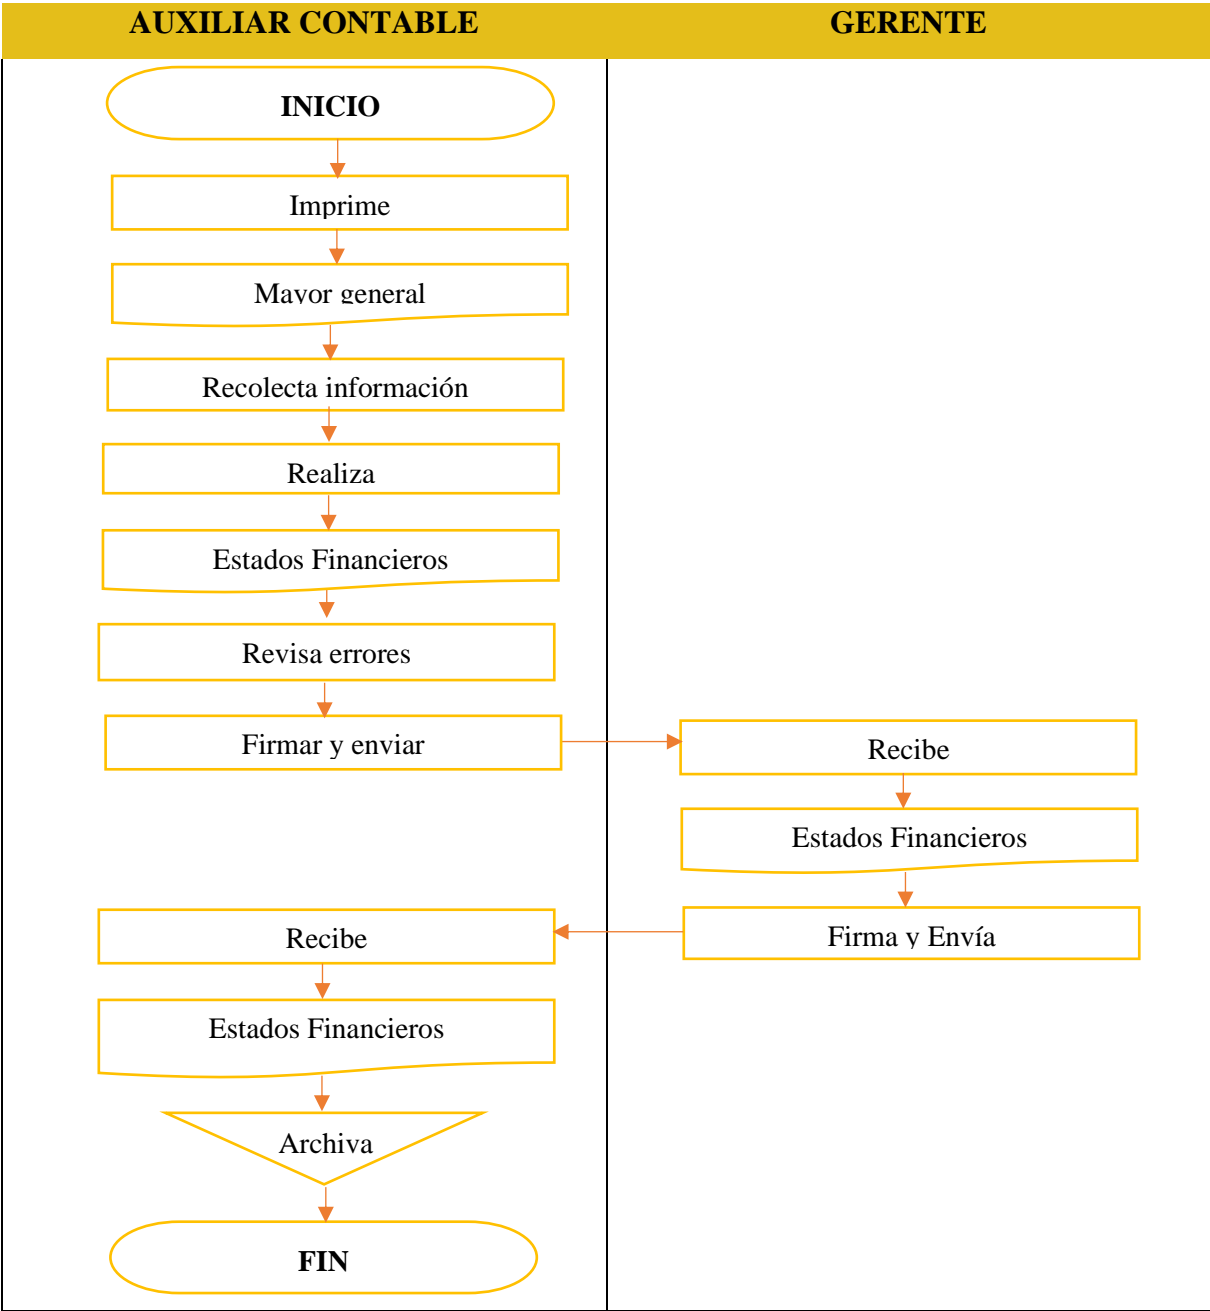 AUXILIAR CONTABLE
GERENTE
INICIO
Imprime
Mayor general
Recolecta información
Realiza
Estados Financieros
Revisa errores
Firmar y enviar
Recibe
Estados Financieros
Firma y Envía
Recibe
Estados Financieros
Archiva
FIN